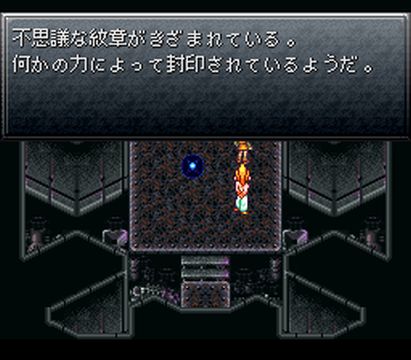 不思議な紋章がきざまれている。
何かの力によって封印されているようだ。